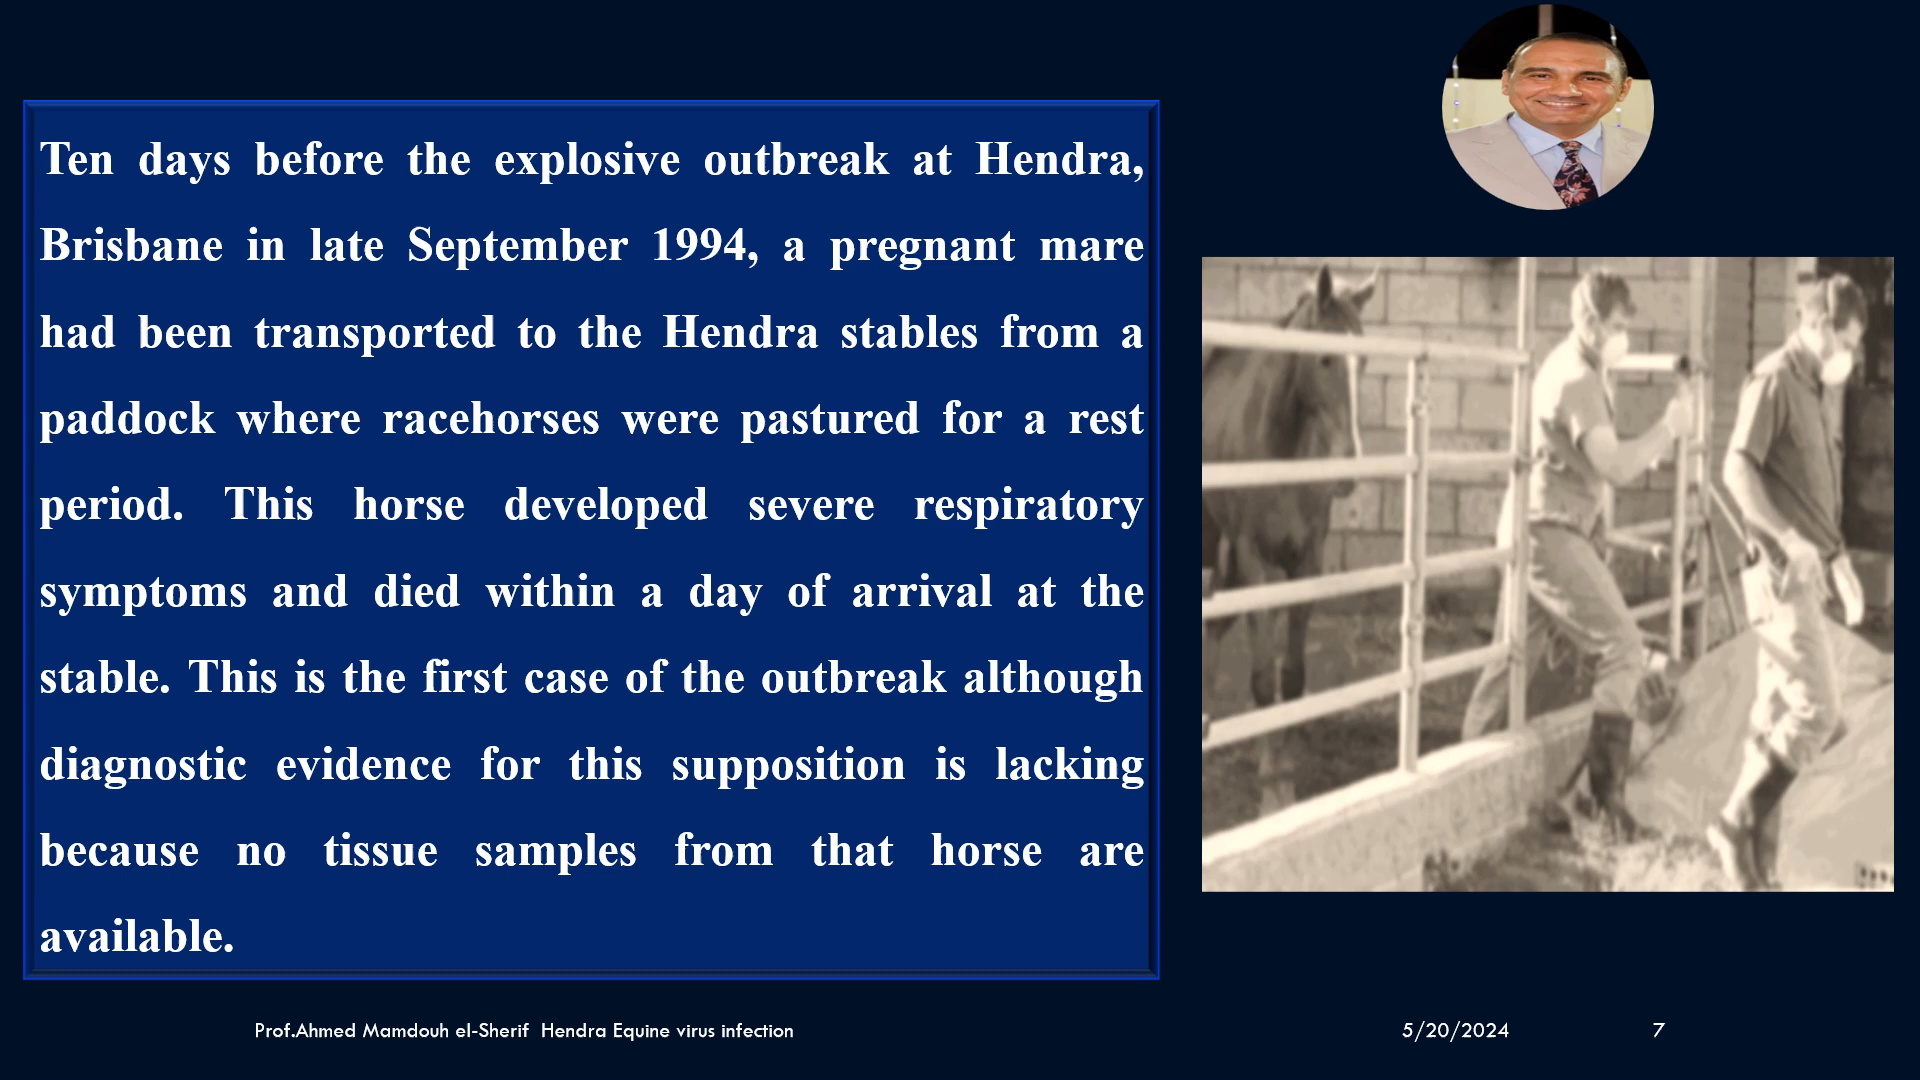 Ten days before the explosive outbreak at Hendra,
Brisbane in late September 1994, a pregnant mare
had been transported to the Hendra stables from a
paddock where racehorses were pastured for a rest
period. This horse developed severe respiratory
symptoms and died within a day of arrival at the
stable. This is the first case of the outbreak although
diagnostic evidence for this supposition is lacking
because no tissue samples from that horse are
available.
Prof.Ahmed Mamdouh el-Sherif Hendra Equine virus infection
5/20/2024
7